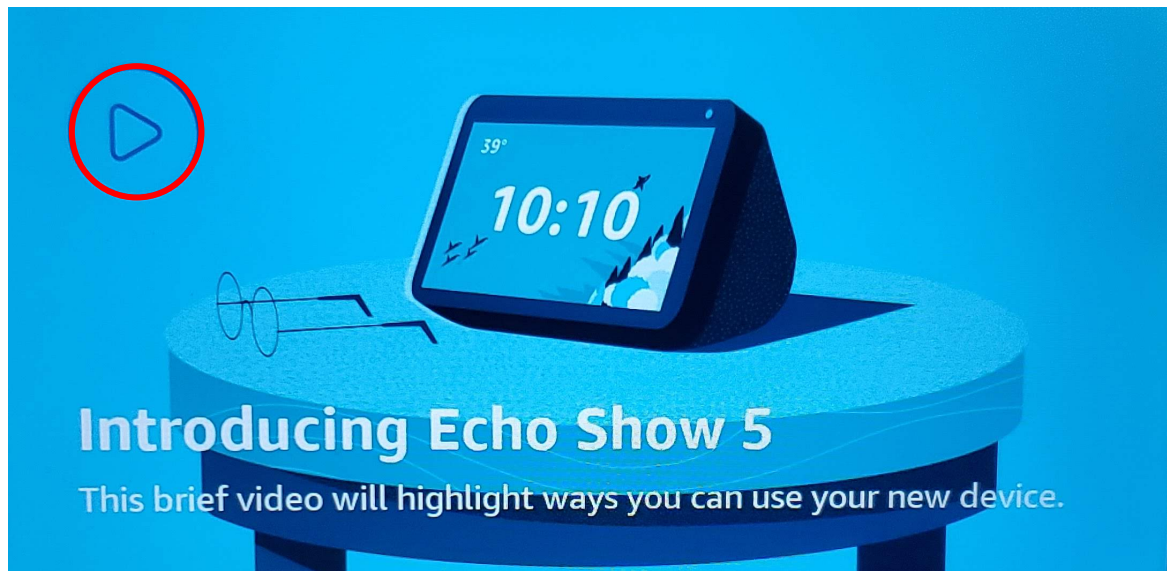 39°
10:10
Introducing Echo Show 5
This brief video will highlight ways you can use your new device.